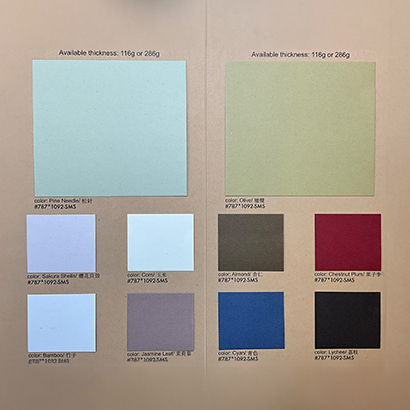 Available thickness: 116g or 286g
color: Pine Needle/ 松针
#787*1092-SMS
color: Sakura Shells/ 樱花贝壳
#787*1092-SMS
color: Corn/ 玉米
#787*1092-SMS
color: Bamboo/ 竹子
#787*1092-SMS
color: Jasmine Leaf/ 茉莉叶
#787*1092-SMS
Available thickness: 116g or 286g
color: Olive/ 橄榄
#787*1092-SMS
color: Almond/ 杏仁
#787*1092-SMS
color: Chestnut Plum/
#787*1092-SMS
color: Cyan/ 青色
#787*1092-SMS
color: Lychee/ 荔枝
#787*1092-SMS